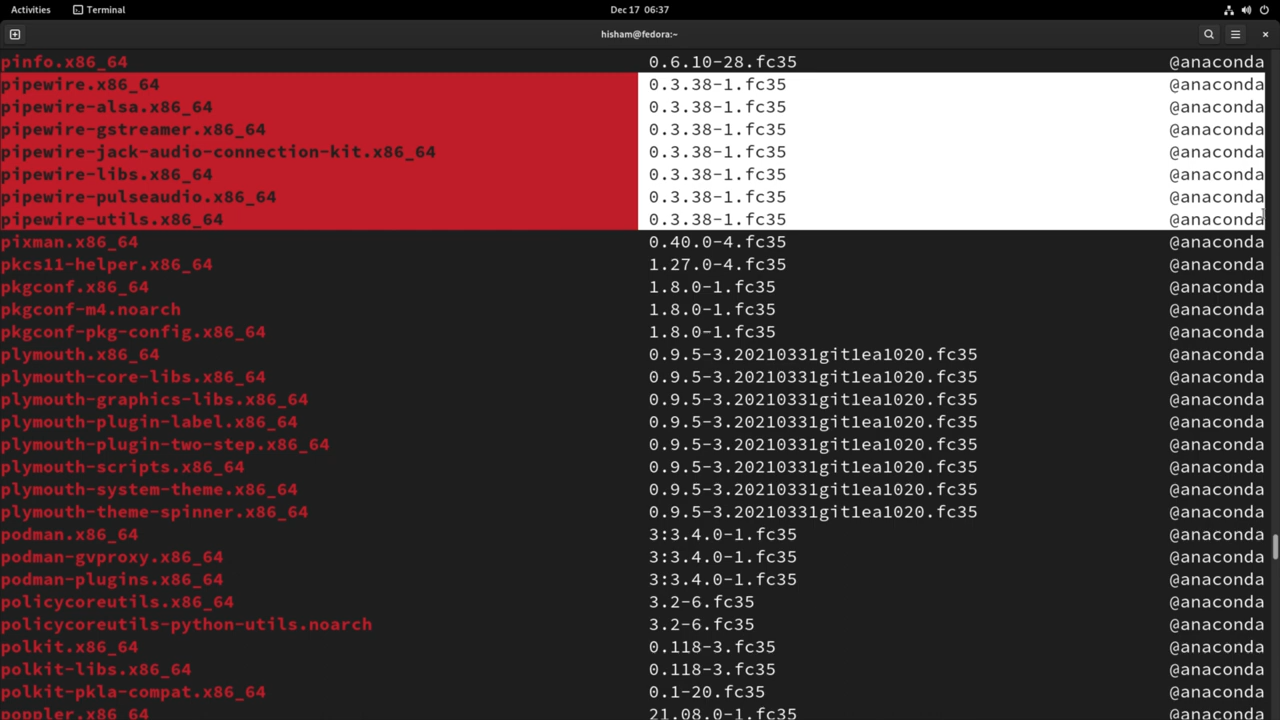 Activities Terminal Dec 17 06:37
hisham@fedora:~
pinfo.x86_64 0.6.10-28.fc35 @anaconda
pipewire.x86_64 0.3.38-1.fc35 @anaconda
pipewire-alsa.x86_64 0.3.38-1.fc35 @anaconda
pipewire-gstreamer.x86_64 0.3.38-1.fc35 @anaconda
pipewire-jack-audio-connection-kit.x86_64 0.3.38-1.fc35 @anaconda
pipewire-libs.x86_64 0.3.38-1.fc35 @anaconda
pipewire-pulseaudio.x86_64 0.3.38-1.fc35 @anaconda
pipewire-utils.x86_64 0.3.38-1.fc35 @anaconda
pixman.x86_64 0.40.0-4.fc35 @anaconda
pkcs11-helper.x86_64 1.27.0-4.fc35 @anaconda
pkgconf.x86_64 1.8.0-1.fc35 @anaconda
pkgconf-m4.noarch 1.8.0-1.fc35 @anaconda
pkgconf-pkg-config.x86_64 1.8.0-1.fc35 @anaconda
plymouth.x86_64 0.9.5-3.20210331git1ea1020.fc35 @anaconda
plymouth-core-libs.x86_64 0.9.5-3.20210331git1ea1020.fc35 @anaconda
plymouth-graphics-libs.x86_64 0.9.5-3.20210331git1ea1020.fc35 @anaconda
plymouth-plugin-label.x86_64 0.9.5-3.20210331git1ea1020.fc35 @anaconda
plymouth-plugin-two-step.x86_64 0.9.5-3.20210331git1ea1020.fc35 @anaconda
plymouth-scripts.x86_64 0.9.5-3.20210331git1ea1020.fc35 @anaconda
plymouth-system-theme.x86_64 0.9.5-3.20210331git1ea1020.fc35 @anaconda
plymouth-theme-spinner.x86_64 0.9.5-3.20210331git1ea1020.fc35 @anaconda
podman.x86_64 3:3.4.0-1.fc35 @anaconda
podman-gvproxy.x86_64 3:3.4.0-1.fc35 @anaconda
podman-plugins.x86_64 3:3.4.0-1.fc35 @anaconda
policycoreutils.x86_64 3.2-6.fc35 @anaconda
policycoreutils-python-utils.noarch 3.2-6.fc35 @anaconda
polkit.x86_64 0.118-3.fc35 @anaconda
polkit-libs.x86_64 0.118-3.fc35 @anaconda
polkit-pkla-compat.x86_64 0.1-20.fc35 @anaconda
poppler.x86_64 21.08.0-1.fc35 @anaconda